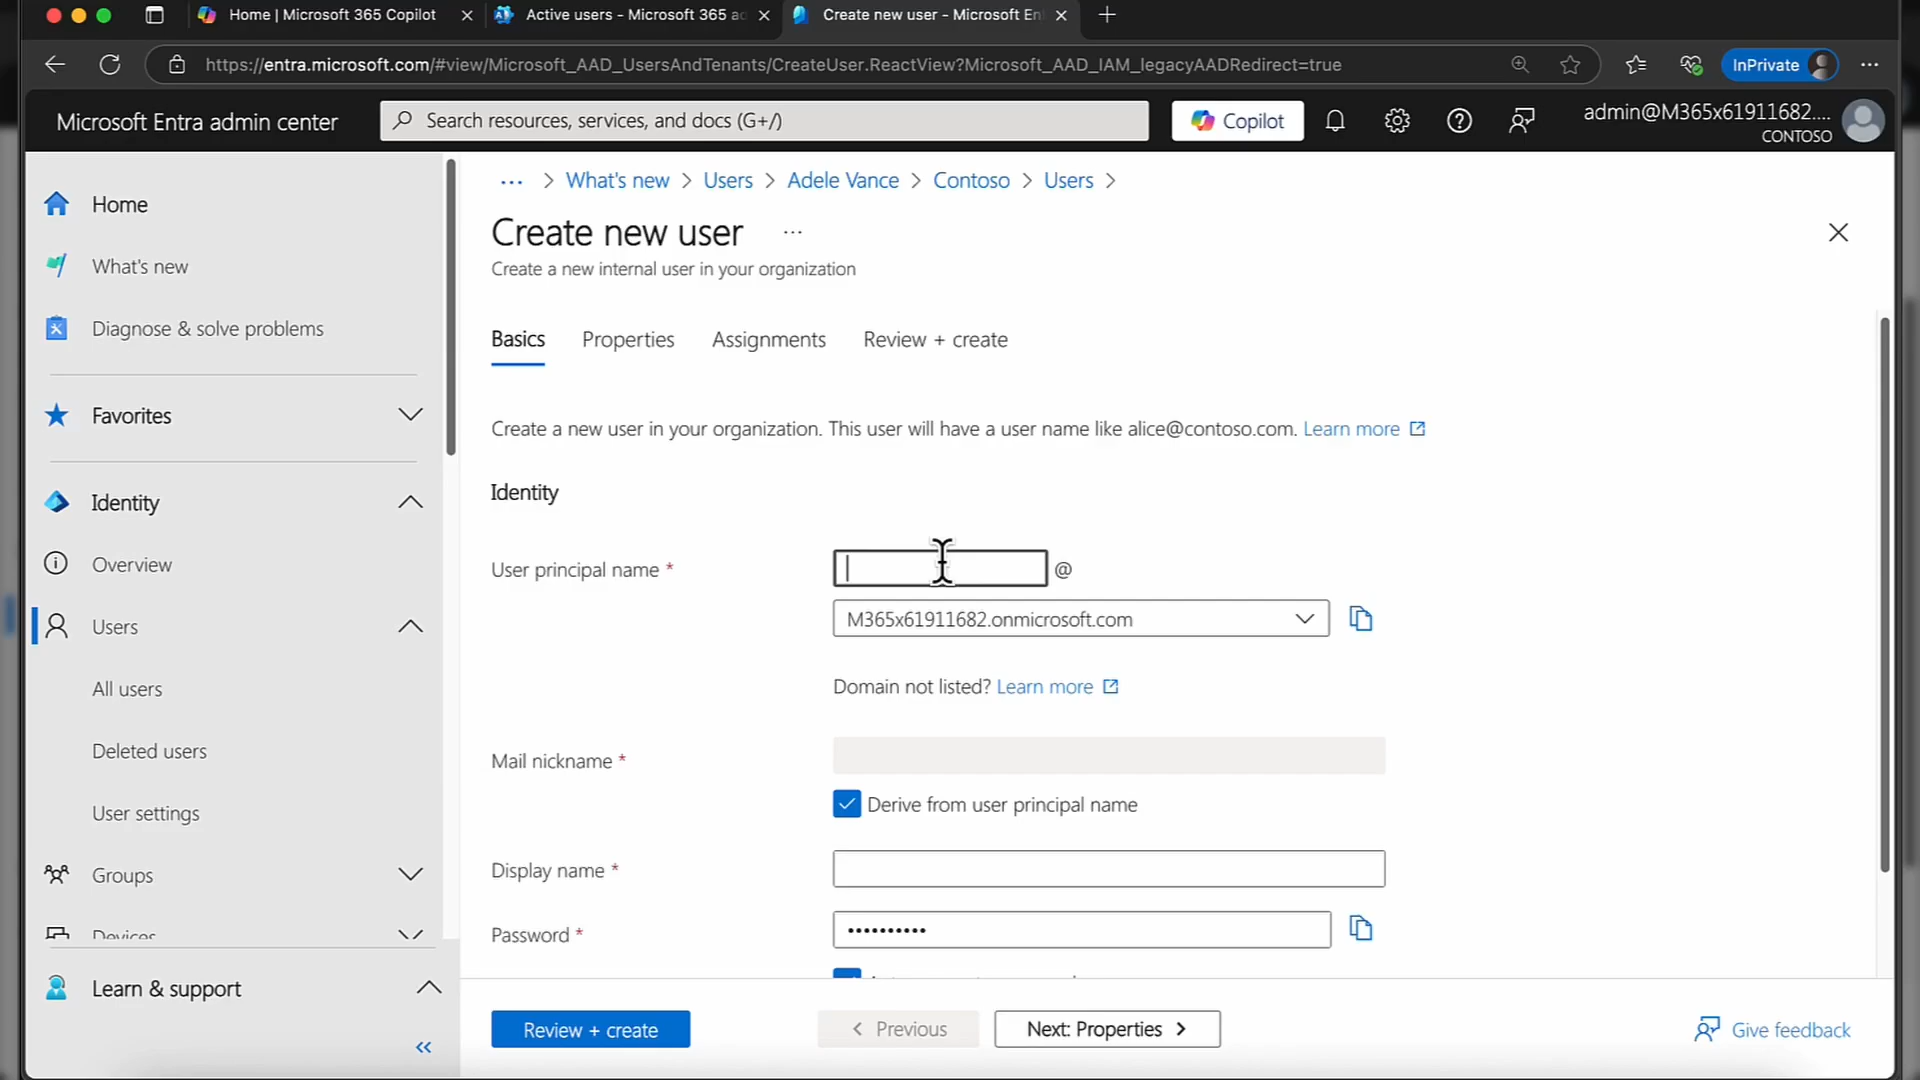 Home | Microsoft 365 Copilot
Active users - Microsoft 365 ad
Create new user - Microsoft En
https://entra.microsoft.com/#view/Microsoft_AAD_UsersAndTenants/CreateUser.ReactView?Microsoft_AAD_IAM_legacyAADRedirect=true
InPrivate
Microsoft Entra admin center
Search resources, services, and docs (G+/)
Copilot
admin@M365x61911682....
CONTOSO
Home
What's new
Diagnose & solve problems
Favorites
Identity
Overview
Users
All users
Deleted users
User settings
Groups
Devices
Learn & support
... > What's new > Users > Adele Vance > Contoso > Users >
Create new user ...
Create a new internal user in your organization
Basics Properties Assignments Review + create
Create a new user in your organization. This user will have a user name like alice@contoso.com. Learn more
Identity
User principal name *
@
M365x61911682.onmicrosoft.com
Domain not listed? Learn more
Mail nickname *
Derive from user principal name
Display name *
Password *
••••••••••
Review + create
< Previous
Next: Properties >
Give feedback